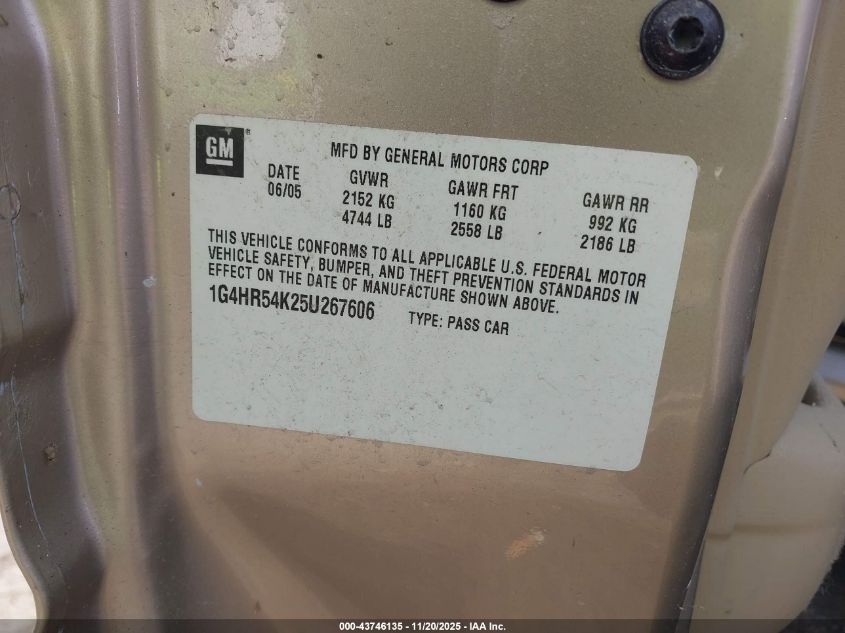 GM®
MFD BY GENERAL MOTORS CORP
DATE GVWR GAWR FRT GAWR RR
06/05 2152 KG 1160 KG 992 KG
4744 LB 2558 LB 2186 LB
THIS VEHICLE CONFORMS TO ALL APPLICABLE U.S. FEDERAL MOTOR
VEHICLE SAFETY, BUMPER, AND THEFT PREVENTION STANDARDS IN
EFFECT ON THE DATE OF MANUFACTURE SHOWN ABOVE.
1G4HR54K25U267606 TYPE: PASS CAR
000-43746135 - 11/20/2025 - IAA Inc.